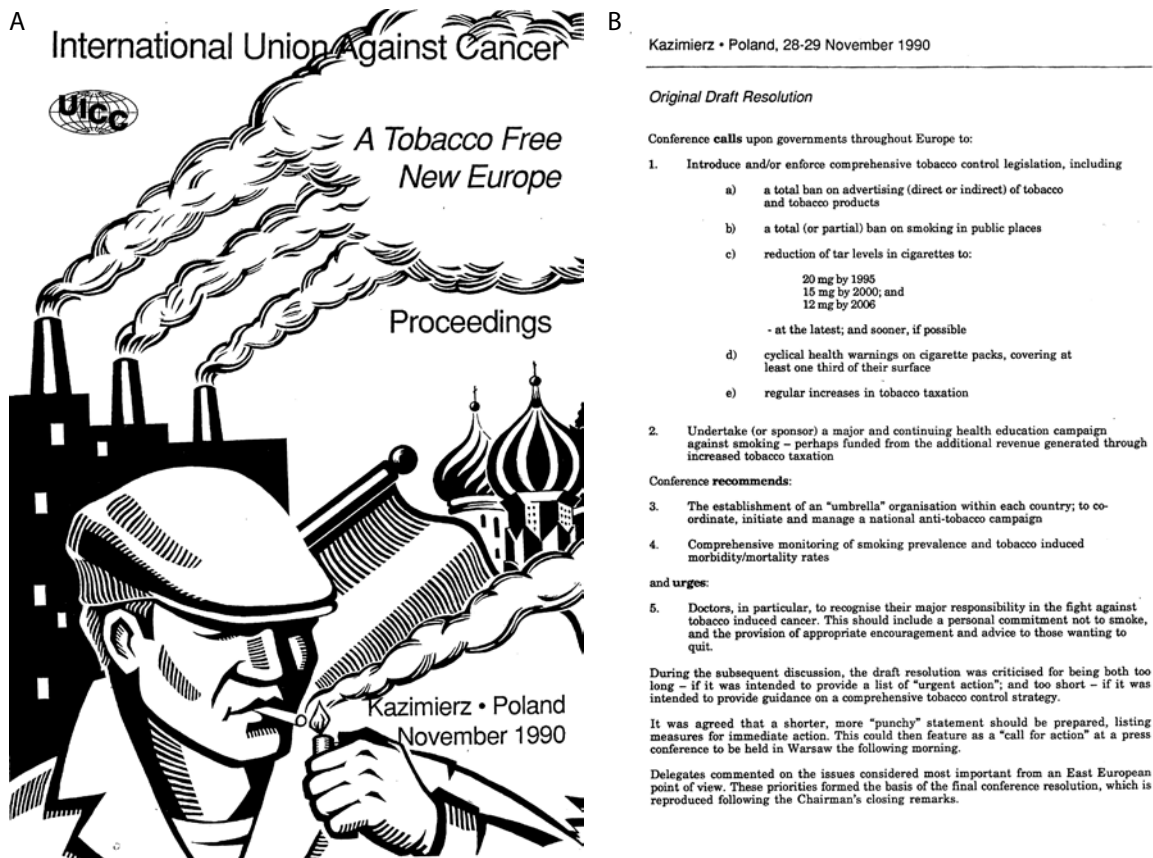 A
International Union Against Cancer
UICC
A Tobacco Free
New Europe
Proceedings
Kazimierz • Poland
November 1990
B
Kazimierz • Poland, 28-29 November 1990
Original Draft Resolution
Conference calls upon governments throughout Europe to:
1. Introduce and/or enforce comprehensive tobacco control legislation, including
a) a total ban on advertising (direct or indirect) of tobacco
and tobacco products
b) a total (or partial) ban on smoking in public places
c) reduction of tar levels in cigarettes to:
20 mg by 1995
15 mg by 2000; and
12 mg by 2006
- at the latest; and sooner, if possible
d) cyclical health warnings on cigarette packs, covering at
least one third of their surface
e) regular increases in tobacco taxation
2. Undertake (or sponsor) a major and continuing health education campaign
against smoking – perhaps funded from the additional revenue generated through
increased tobacco taxation
Conference recommends:
3. The establishment of an "umbrella" organisation within each country; to co-
ordinate, initiate and manage a national anti-tobacco campaign
4. Comprehensive monitoring of smoking prevalence and tobacco induced
morbidity/mortality rates
and urges:
5. Doctors, in particular, to recognise their major responsibility in the fight against
tobacco induced cancer. This should include a personal commitment not to smoke,
and the provision of appropriate encouragement and advice to those wanting to
quit.
During the subsequent discussion, the draft resolution was criticised for being both too
long – if it was intended to provide a list of "urgent action"; and too short – if it was
intended to provide guidance on a comprehensive tobacco control strategy.
It was agreed that a shorter, more "punchy" statement should be prepared, listing
measures for immediate action. This could then feature as a "call for action" at a press
conference to be held in Warsaw the following morning.
Delegates commented on the issues considered most important from an East European
point of view. These priorities formed the basis of the final conference resolution, which is
reproduced following the Chairman's closing remarks.